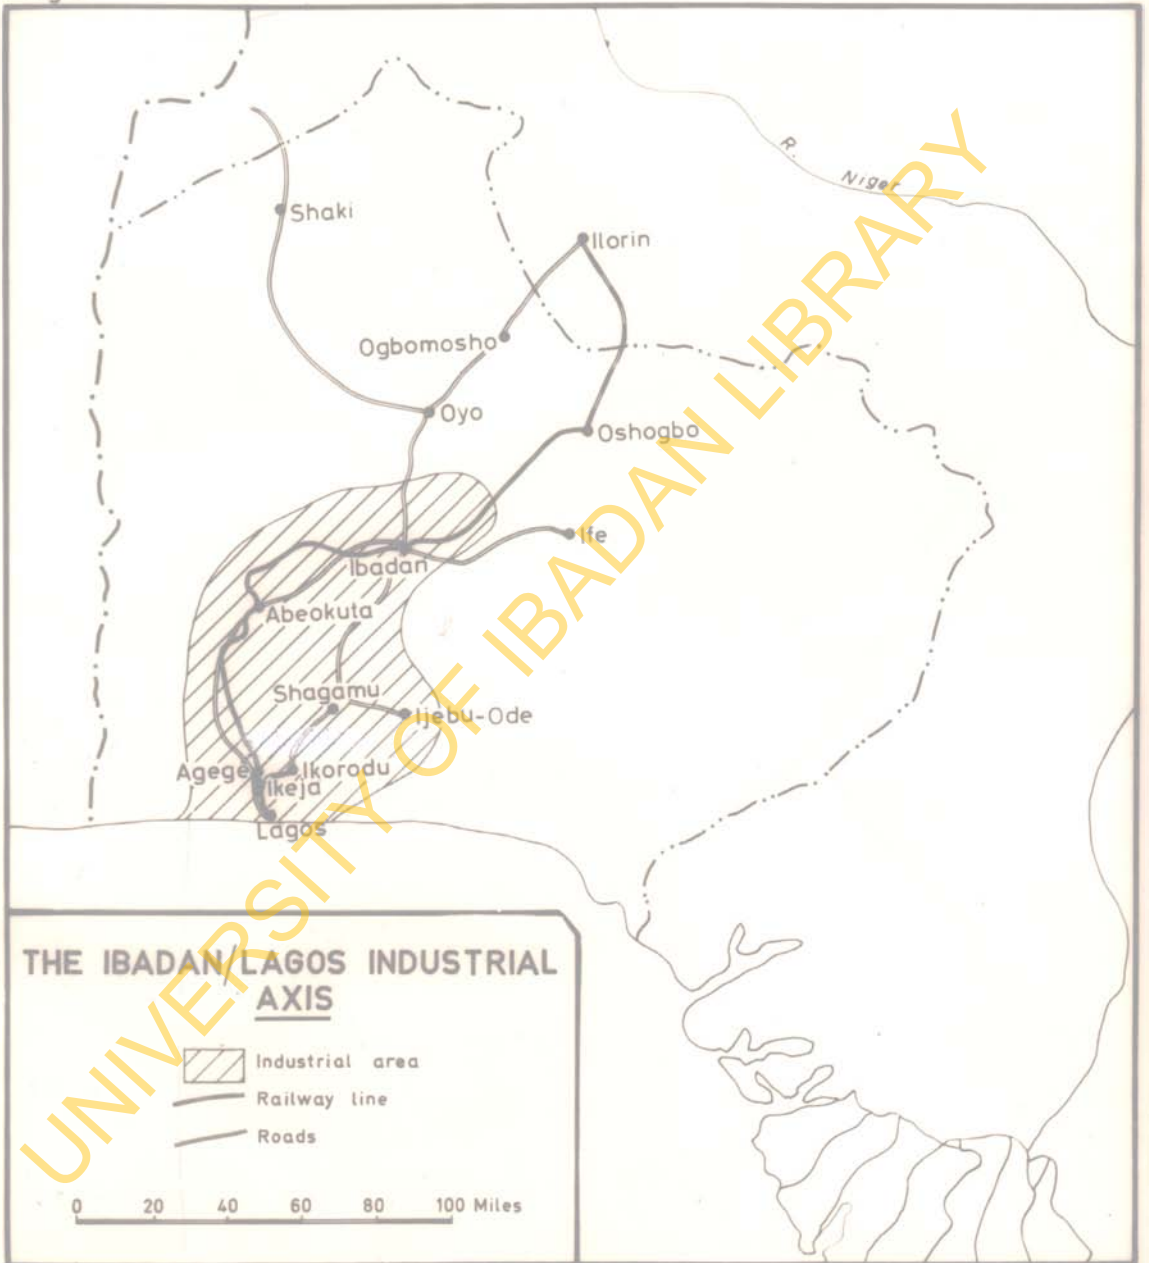 R. Niger
Shaki
Ilorin
Ogbomosho
Oyo
Oshogbo
Ife
Ibadan
Abeokuta
Shagamu
Ijebu-Ode
Agege
Ikorodu
Ikeja
Lagos
THE IBADAN/LAGOS INDUSTRIAL
AXIS
Industrial area
Railway line
Roads
0 20 40 60 80 100 Miles
UNIVERSITY OF IBADAN LIBRARY